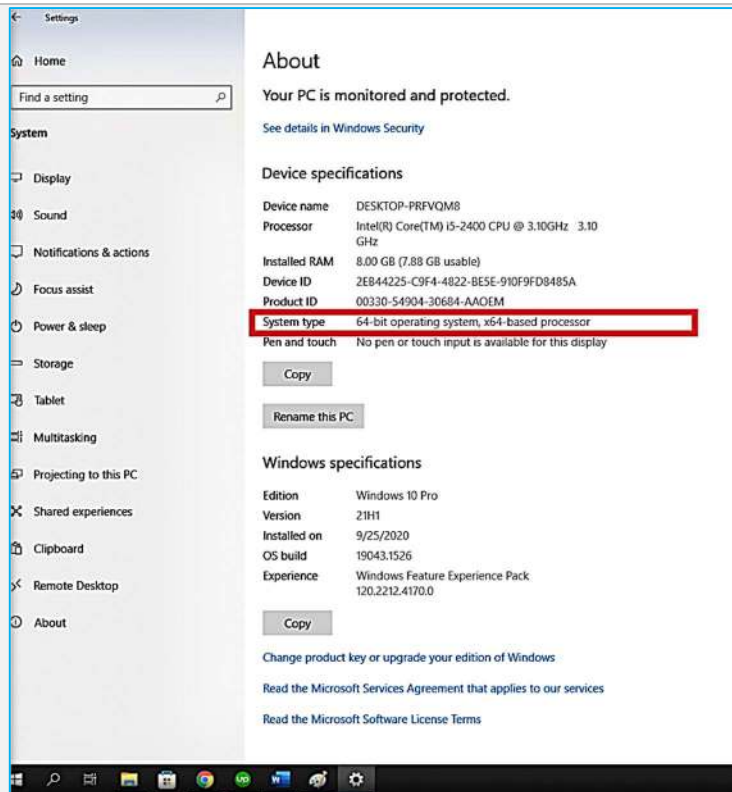 Settings
Home
Find a setting
System
Display
Sound
Notifications & actions
Focus assist
Power & sleep
Storage
Tablet
Multitasking
Projecting to this PC
Shared experiences
Clipboard
Remote Desktop
About
About
Your PC is monitored and protected.
See details in Windows Security
Device specifications
Device name DESKTOP-PRFVQM8
Processor Intel(R) Core(TM) i5-2400 CPU @ 3.10GHz 3.10
GHz
Installed RAM 8.00 GB (7.88 GB usable)
Device ID 2EB44225-C9F4-4822-BE5E-910F9FD8485A
Product ID 00330-54904-30684-AAOEM
System type 64-bit operating system, x64-based processor
Pen and touch No pen or touch input is available for this display
Copy
Rename this PC
Windows specifications
Edition Windows 10 Pro
Version 21H1
Installed on 9/25/2020
OS build 19043.1526
Experience Windows Feature Experience Pack
120.2212.4170.0
Copy
Change product key or upgrade your edition of Windows
Read the Microsoft Services Agreement that applies to our services
Read the Microsoft Software License Terms